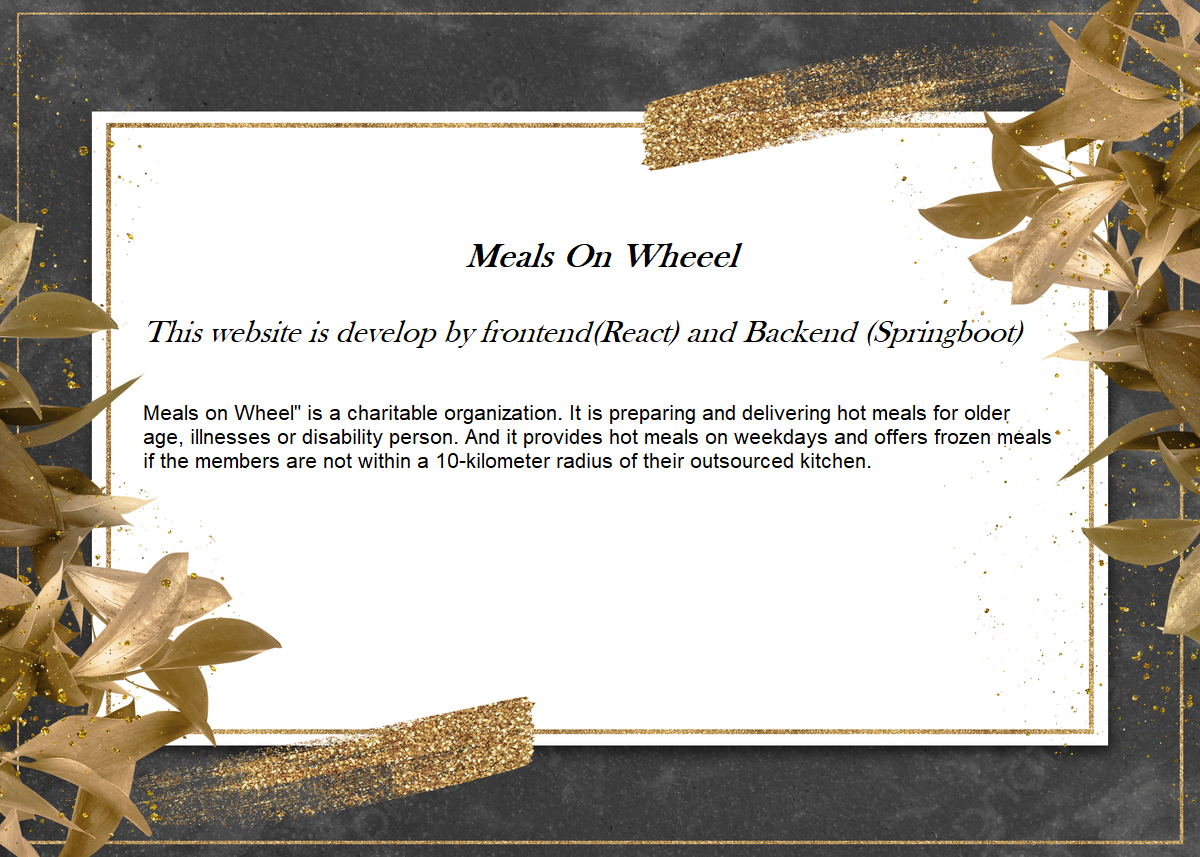 Meals On Wheeel
This website is develop by frontend(React) and Backend (Springboot)
Meals on Wheel" is a charitable organization. It is preparing and delivering hot meals for older
age, illnesses or disability person. And it provides hot meals on weekdays and offers frozen meals
if the members are not within a 10-kilometer radius of their outsourced kitchen.